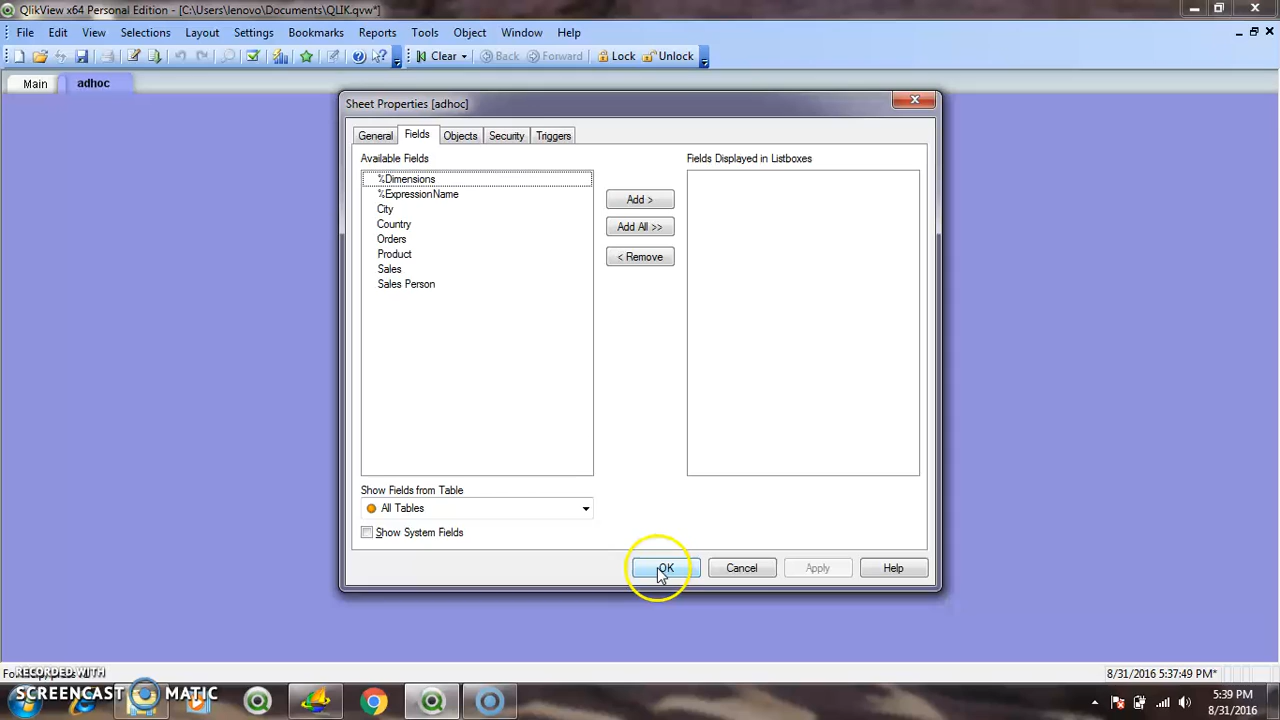 QlikView x64 Personal Edition - [C:\Users\lenovo\Documents\QLIK.qvw*]
File Edit View Selections Layout Settings Bookmarks Reports Tools Object Window Help
Clear Back Forward Lock Unlock
Main adhoc
Sheet Properties [adhoc]
General Fields Objects Security Triggers
Available Fields Fields Displayed in Listboxes
%Dimensions
%ExpressionName
City
Country
Orders
Product
Sales
Sales Person
Add >
Add All >>
< Remove
Show Fields from Table
All Tables
Show System Fields
OK Cancel Apply Help
8/31/2016 5:37:49 PM*
RECORDED WITH
SCREENCAST MATIC
5:39 PM
8/31/2016